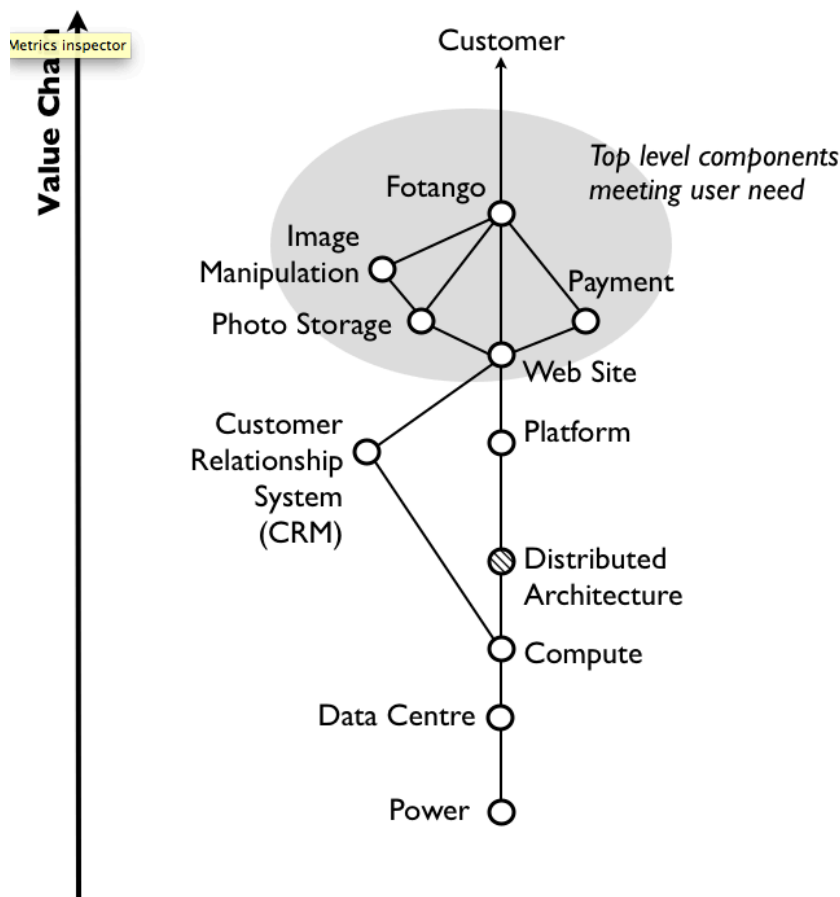 Customer
Metrics inspector
Value Chain
Top level components
meeting user need
Fotango
Image
Manipulation
Payment
Photo Storage
Web Site
Customer
Relationship
System
(CRM)
Platform
Distributed
Architecture
Compute
Data Centre
Power